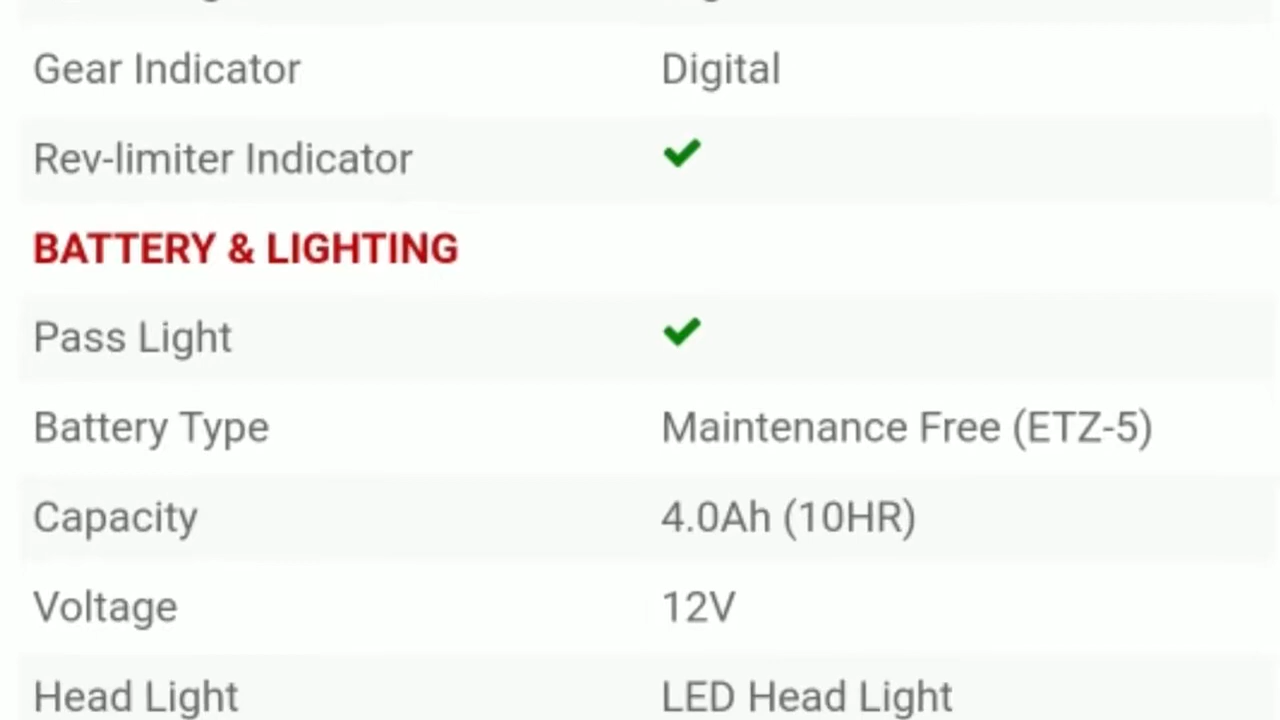 Gear Indicator Digital
Rev-limiter Indicator
BATTERY & LIGHTING
Pass Light
Battery Type Maintenance Free (ETZ-5)
Capacity 4.0Ah (10HR)
Voltage 12V
Head Light LED Head Light